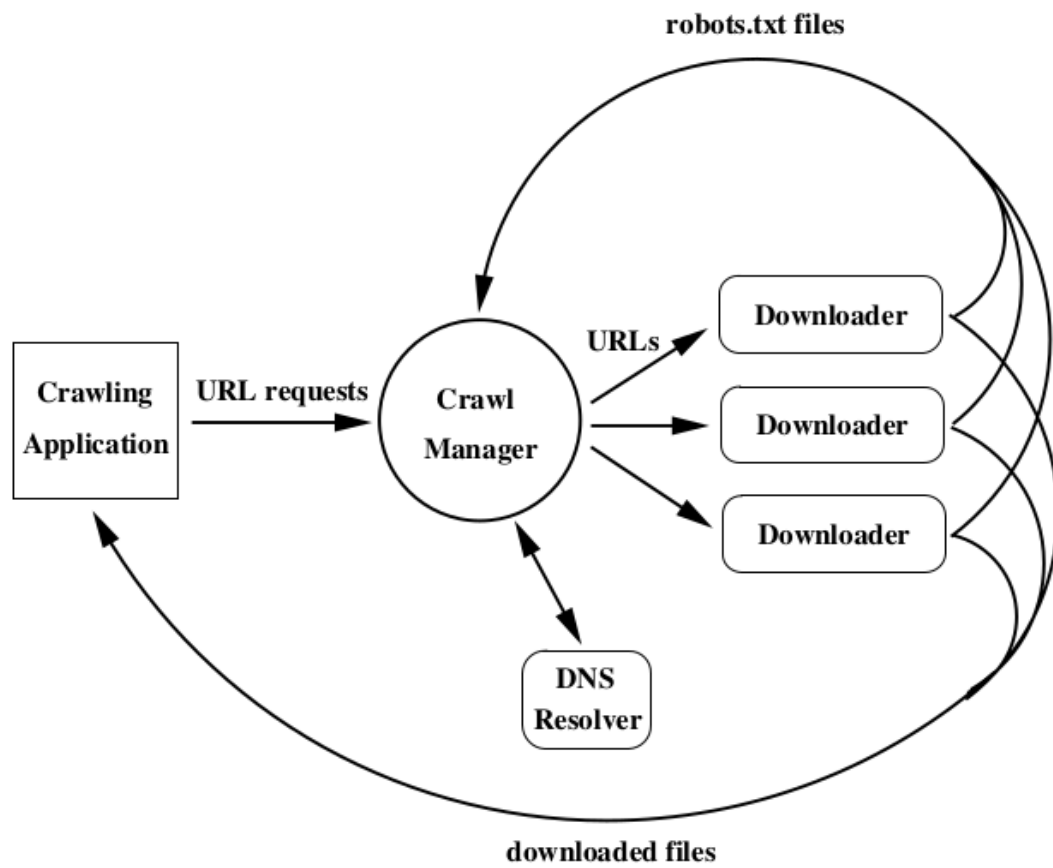 robots.txt files
Downloader
URLs
Crawling
Application
URL requests
Crawl
Manager
Downloader
Downloader
DNS
Resolver
downloaded files